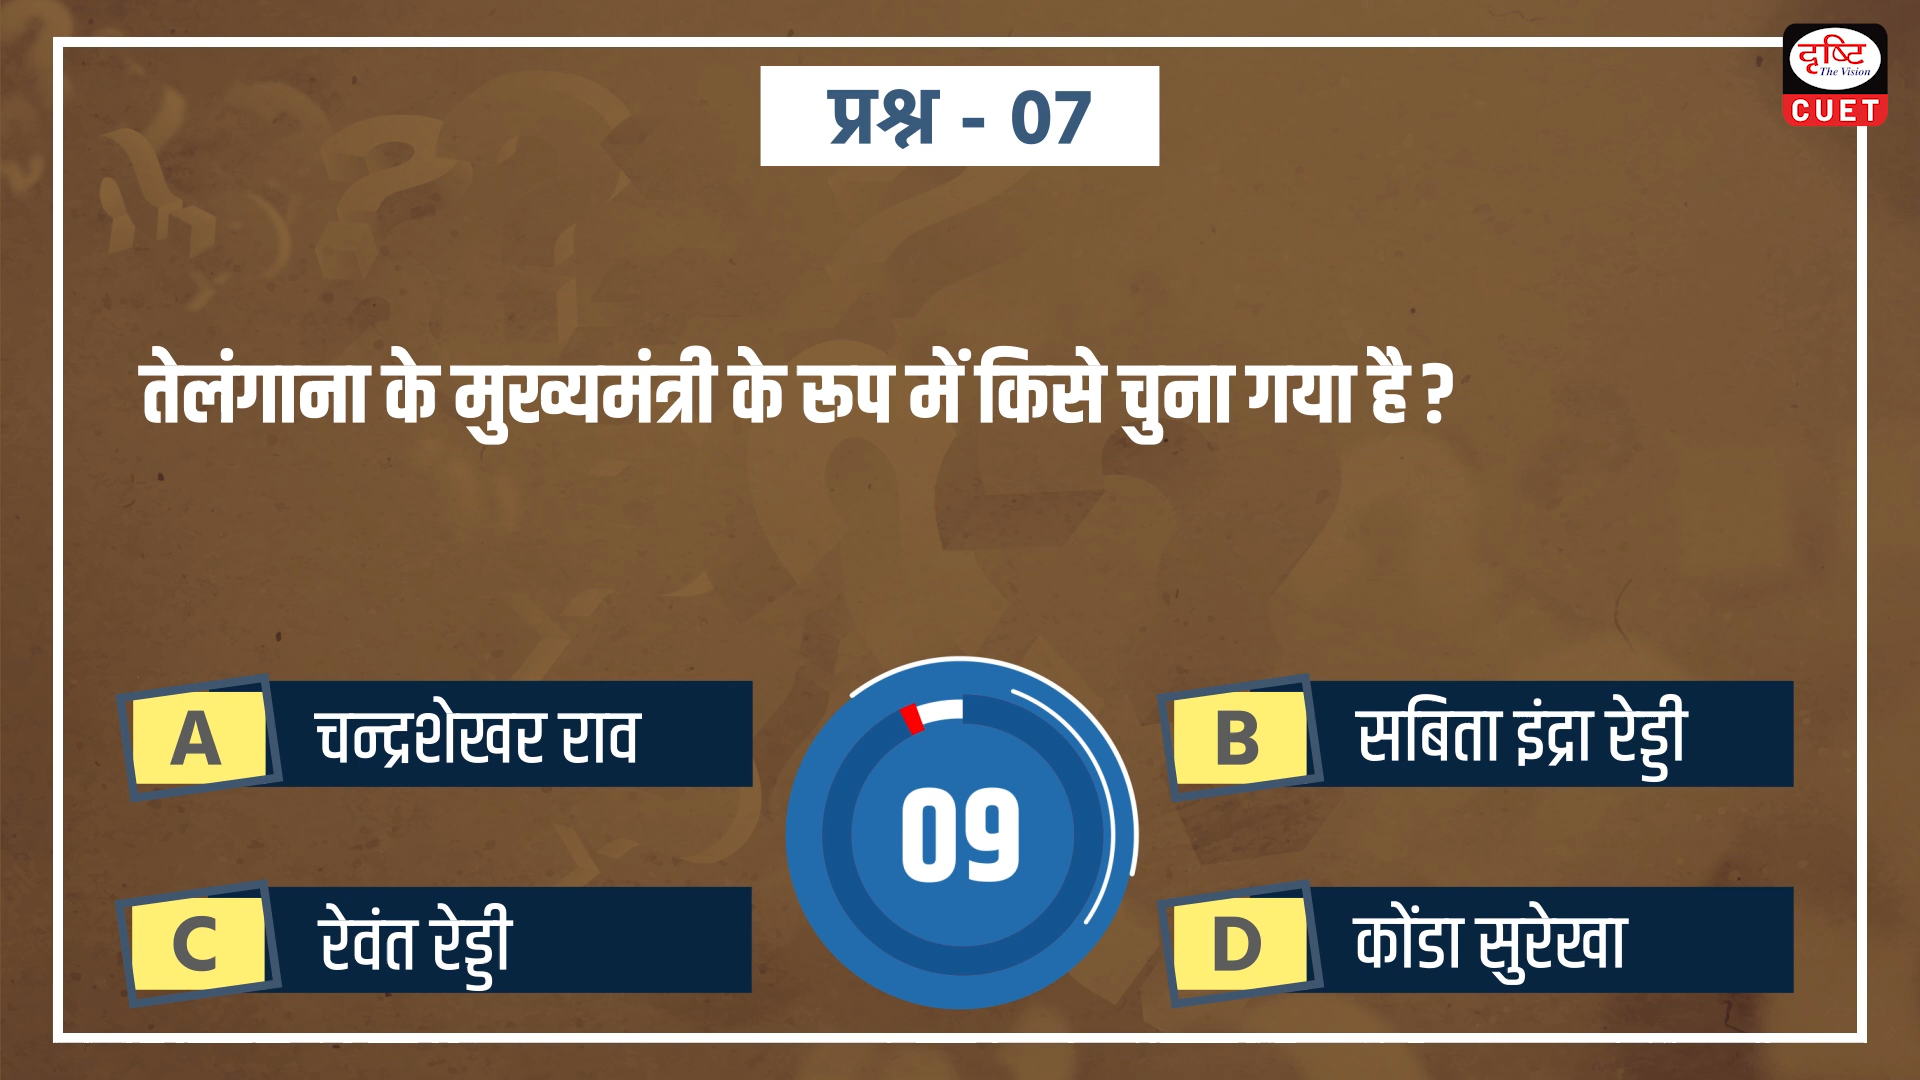 दृष्टि
The Vision
CUET
प्रश्न - 07
तेलंगाना के मुख्यमंत्री के रूप में किसे चुना गया है ?
A चन्द्रशेखर राव
B सबिता इंद्रा रेड्डी
09
C रेवंत रेड्डी
D कोंडा सुरेखा